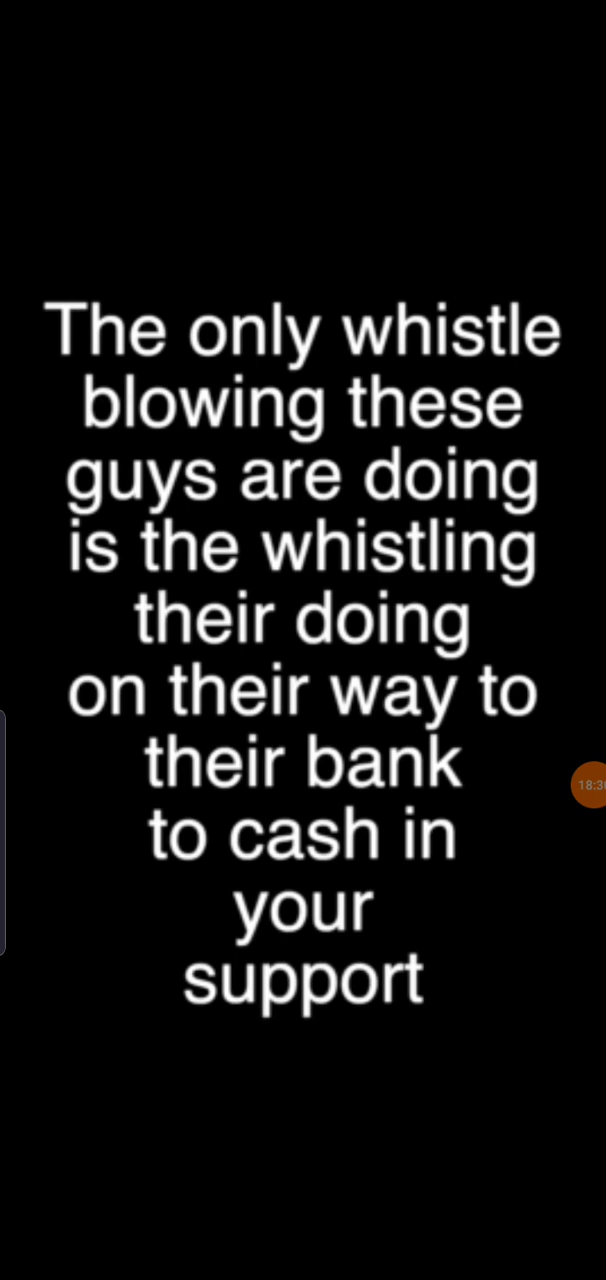 The only whistle
blowing these
guys are doing
is the whistling
their doing
on their way to
their bank
to cash in
your
support